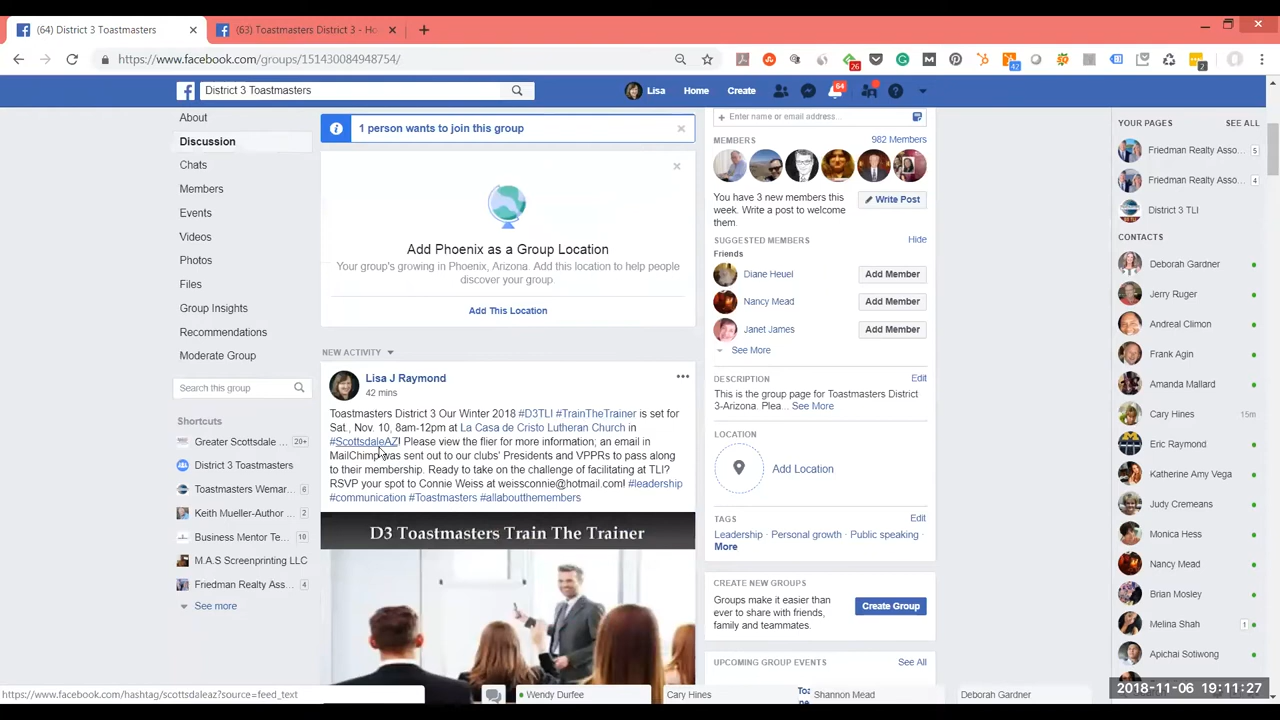 (64) District 3 Toastmasters
(63) Toastmasters District 3 - Ho
https://www.facebook.com/groups/151430084948754/
District 3 Toastmasters
Lisa Home Create
64
About
Discussion
Chats
Members
Events
Videos
Photos
Files
Group Insights
Recommendations
Moderate Group
Search this group
Shortcuts
Greater Scottsdale ... 20+
District 3 Toastmasters
Toastmasters Wemar... 6
Keith Mueller-Author ... 2
Business Mentor Te... 10
M.A.S Screenprinting LLC
Friedman Realty Ass... 4
See more
1 person wants to join this group
Add Phoenix as a Group Location
Your group's growing in Phoenix, Arizona. Add this location to help people
discover your group.
Add This Location
NEW ACTIVITY
Lisa J Raymond
42 mins
Toastmasters District 3 Our Winter 2018 #D3TLI #TrainTheTrainer is set for
Sat., Nov. 10, 8am-12pm at La Casa de Cristo Lutheran Church in
#ScottsdaleAZ! Please view the flier for more information; an email in
MailChimp was sent out to our clubs' Presidents and VPPRs to pass along
to their membership. Ready to take on the challenge of facilitating at TLI?
RSVP your spot to Connie Weiss at weissconnie@hotmail.com! #leadership
#communication #Toastmasters #allaboutthemembers
D3 Toastmasters Train The Trainer
Enter name or email address...
MEMBERS 982 Members
You have 3 new members this
week. Write a post to welcome
them.
Write Post
SUGGESTED MEMBERS Hide
Friends
Diane Heuel Add Member
Nancy Mead Add Member
Janet James Add Member
See More
DESCRIPTION Edit
This is the group page for Toastmasters District
3-Arizona. Plea... See More
LOCATION
Add Location
TAGS Edit
Leadership · Personal growth · Public speaking ·
More
CREATE NEW GROUPS
Groups make it easier than
ever to share with friends,
family and teammates.
Create Group
UPCOMING GROUP EVENTS See All
YOUR PAGES SEE ALL
Friedman Realty Asso... 5
Friedman Realty Asso... 4
District 3 TLI
CONTACTS
Deborah Gardner
Jerry Ruger
Andreal Climon
Frank Agin
Amanda Mallard
Cary Hines 15m
Eric Raymond
Katherine Amy Vega
Judy Cremeans
Monica Hess
Nancy Mead
Brian Mosley
Melina Shah 1
Apichai Sotiwong
https://www.facebook.com/hashtag/scottsdaleaz?source=feed_text
Wendy Durfee
Cary Hines
Shannon Mead
Deborah Gardner
2018-11-06 19:11:27